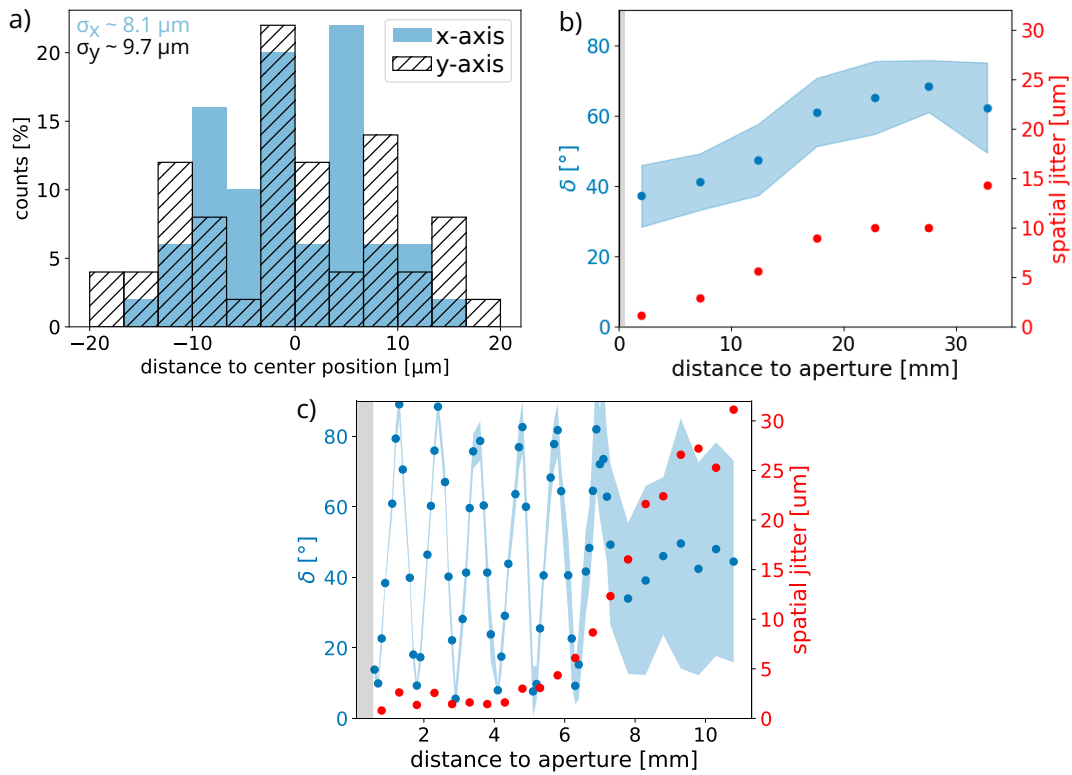 a)
σx ~ 8.1 µm
σy ~ 9.7 µm
x-axis
y-axis
counts [%]
20
15
10
5
0
−20
−10
0
10
20
distance to center position [µm]
b)
δ [°]
80
60
40
20
0
0
10
20
30
distance to aperture [mm]
30
25
20
15
10
5
0
spatial jitter [um]
c)
δ [°]
80
60
40
20
0
2
4
6
8
10
distance to aperture [mm]
30
25
20
15
10
5
0
spatial jitter [um]